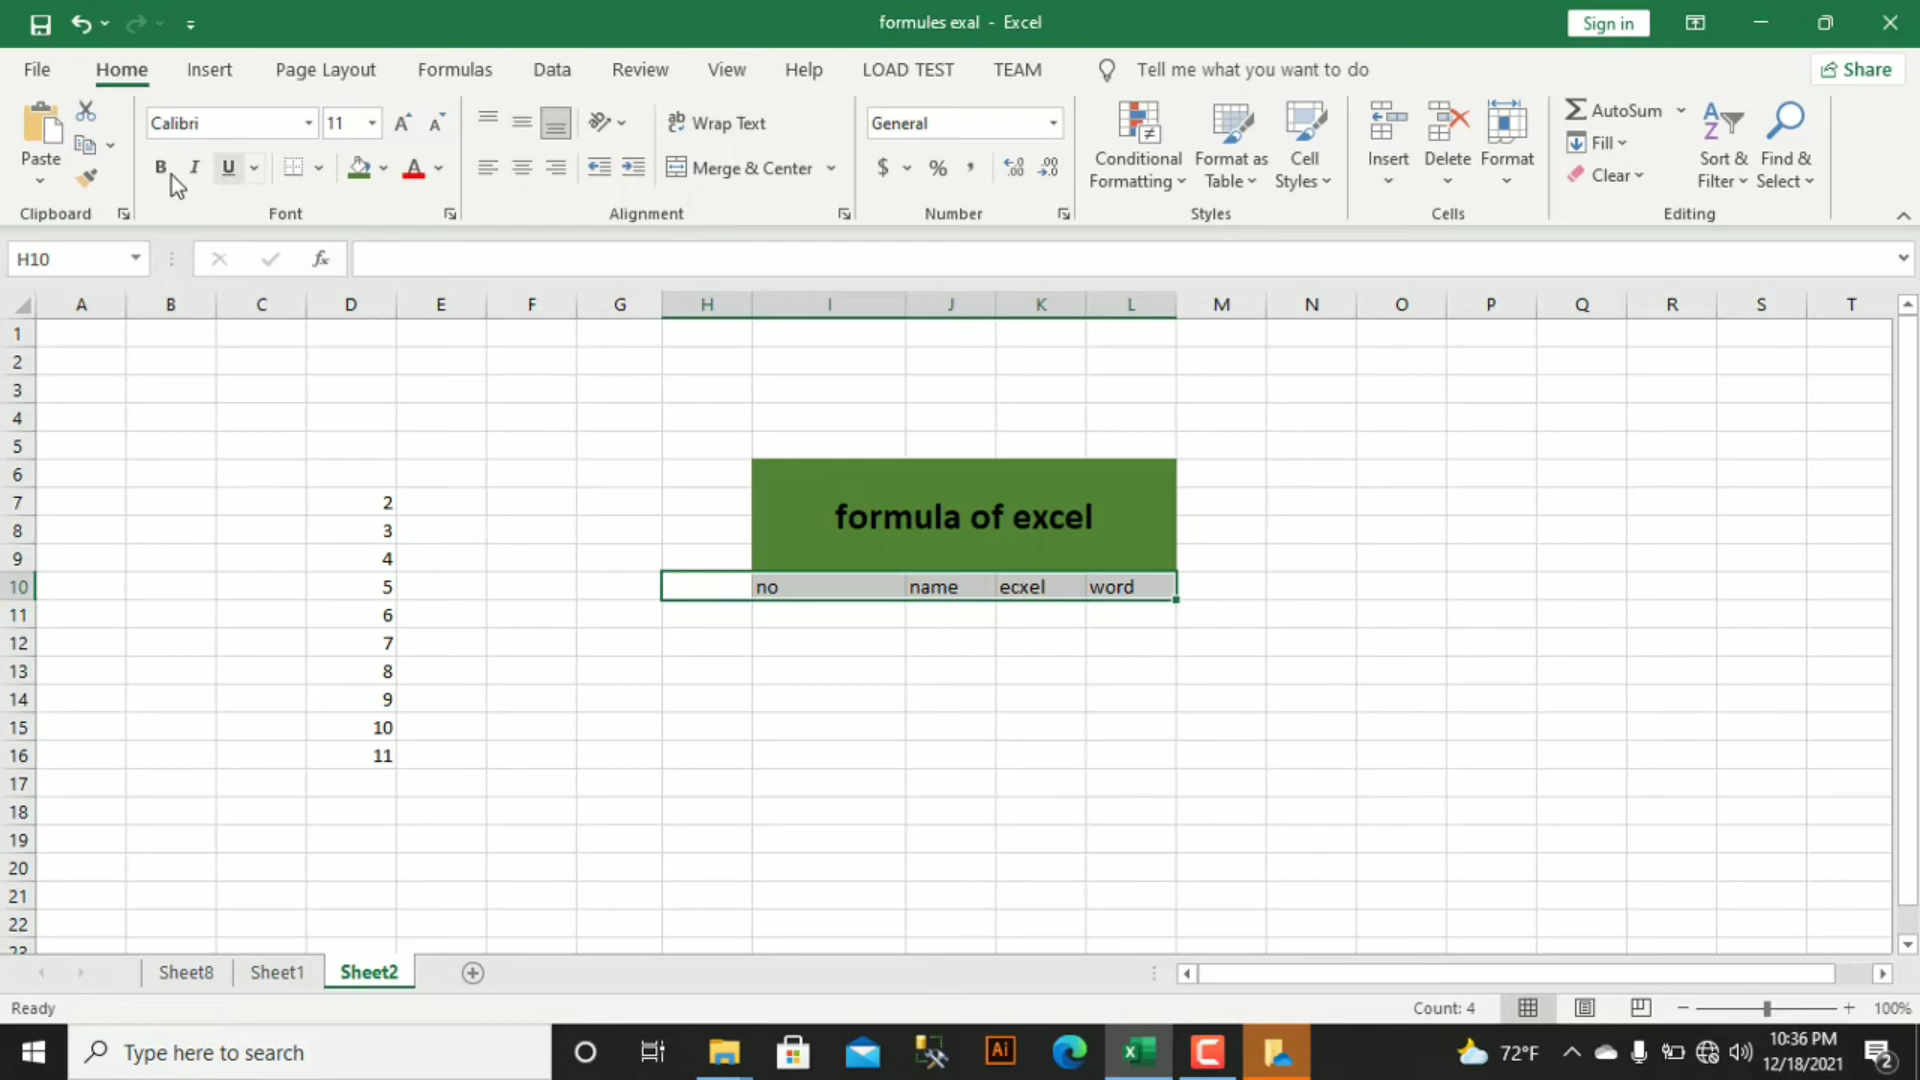 formules exal - Excel
Sign in
File Home Insert Page Layout Formulas Data Review View Help LOAD TEST TEAM Tell me what you want to do Share
Paste
Calibri 11
B I U
Wrap Text
Merge & Center
General
$ % ,
Conditional Formatting
Format as Table
Cell Styles
Insert Delete Format
AutoSum
Fill
Clear
Sort & Filter
Find & Select
Clipboard Font Alignment Number Styles Cells Editing
H10 fx
A B C D E F G H I J K L M N O P Q R S T
1
2
3
4
5
6
7 2
formula of excel
8 3
9 4
10 5 no name ecxel word
11 6
12 7
13 8
14 9
15 10
16 11
17
18
19
20
21
22
23
Sheet8 Sheet1 Sheet2
Ready Count: 4 100%
Type here to search
Ai
72°F
10:36 PM
12/18/2021
2